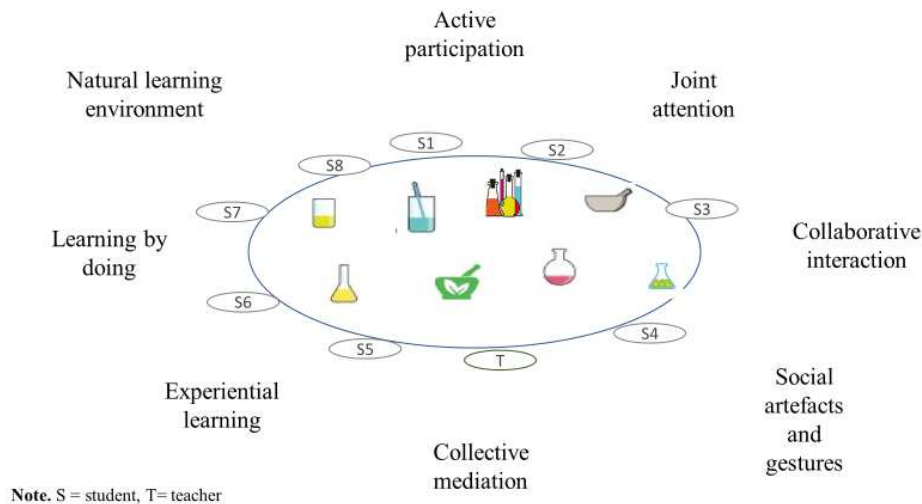 Active
participation
Natural learning
environment
Joint
attention
S1
S2
S8
S7
S3
Learning by
doing
Collaborative
interaction
S6
S4
S5
T
Experiential
learning
Social
artefacts
and
gestures
Collective
mediation
Note. S = student, T= teacher